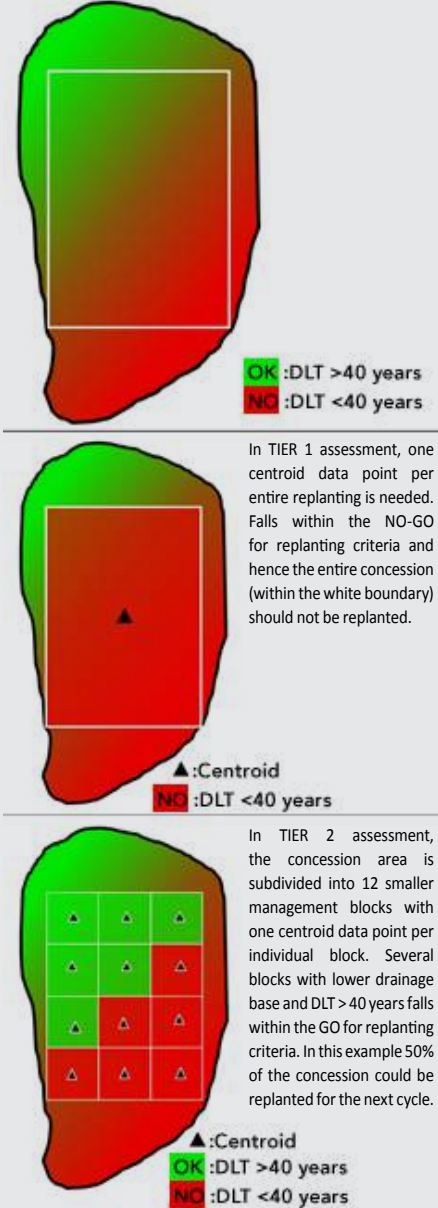 OK :DLT >40 years
NO :DLT <40 years
In TIER 1 assessment, one
centroid data point per
entire replanting is needed.
Falls within the NO-GO
for replanting criteria and
hence the entire concession
(within the white boundary)
should not be replanted.
▲:Centroid
NO :DLT <40 years
In TIER 2 assessment,
the concession area is
subdivided into 12 smaller
management blocks with
one centroid data point per
individual block. Several
blocks with lower drainage
base and DLT > 40 years falls
within the GO for replanting
criteria. In this example 50%
of the concession could be
replanted for the next cycle.
▲:Centroid
OK :DLT >40 years
NO :DLT <40 years